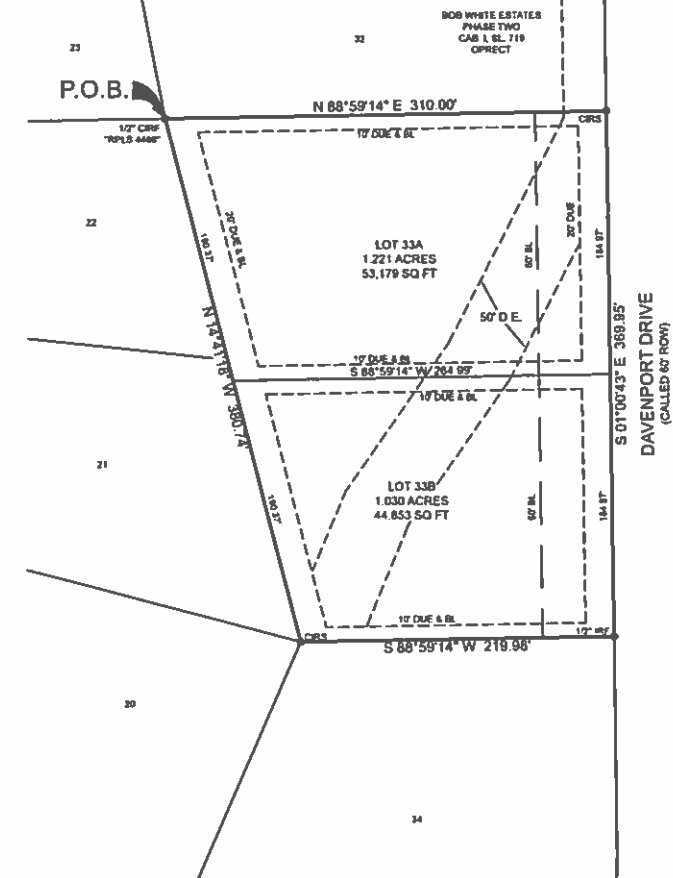 BOB WHITE ESTATES
PHASE TWO
CAB I, SL. 719
OPRECT
23
32
P.O.B.
N 88°59'14" E 310.00'
1/2" CIRF
"RPLS 4466"
CIRS
10' DUE & BL
22
20' DUE & BL
190.37'
LOT 33A
1.221 ACRES
53,179 SQ FT
60' BL
20' DUE
184.97'
50' D.E.
N 14°41'18" W 380.74'
10' DUE & BL
S 88°59'14" W 264.99'
10' DUE & BL
S 01°00'43" E 369.95'
DAVENPORT DRIVE
(CALLED 60' ROW)
21
LOT 33B
1.030 ACRES
44,853 SQ FT
190.37'
60' BL
184.97'
10' DUE & BL
CIRS
1/2" IRF
S 88°59'14" W 219.98'
20
34